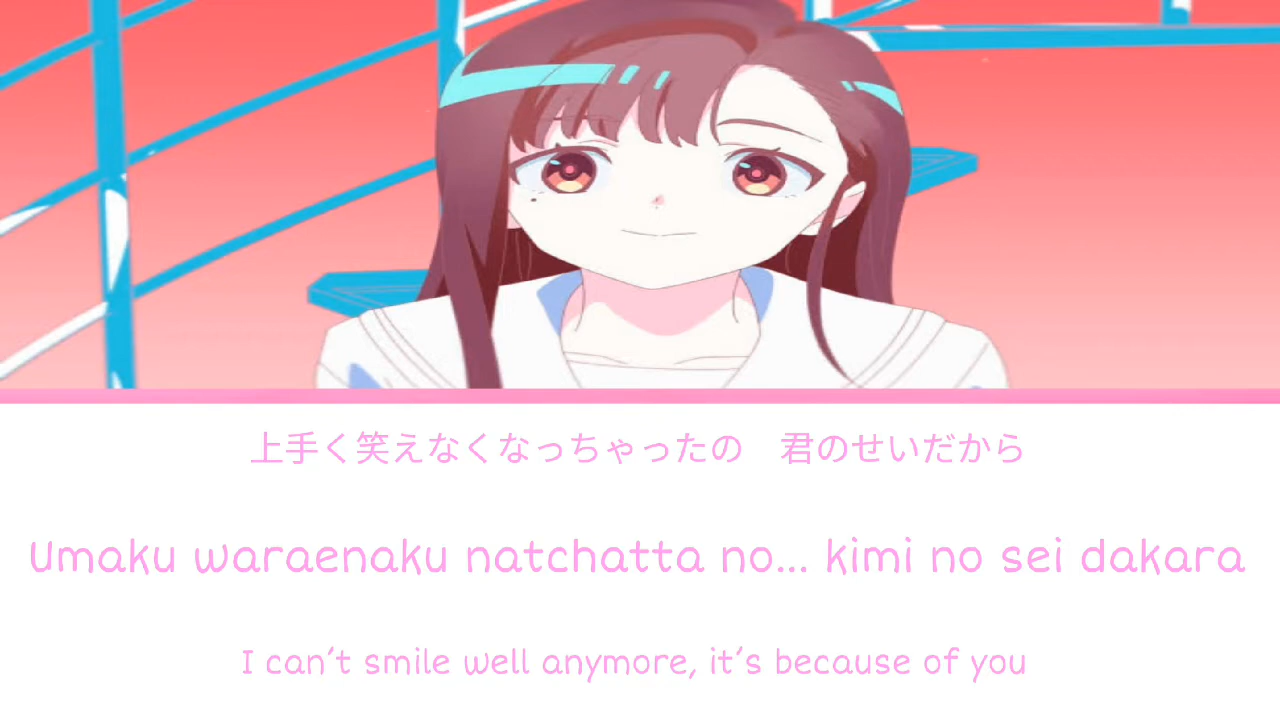 上手く笑えなくなっちゃったの　君のせいだから
Umaku waraenaku natchatta no... kimi no sei dakara
I can't smile well anymore, it's because of you